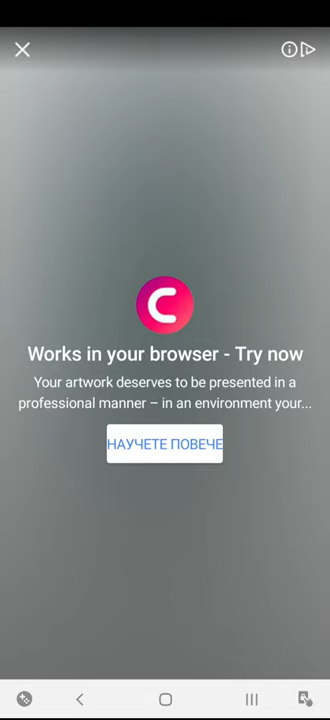 Works in your browser - Try now
Your artwork deserves to be presented in a
professional manner – in an environment your...
НАУЧЕТЕ ПОВЕЧЕ